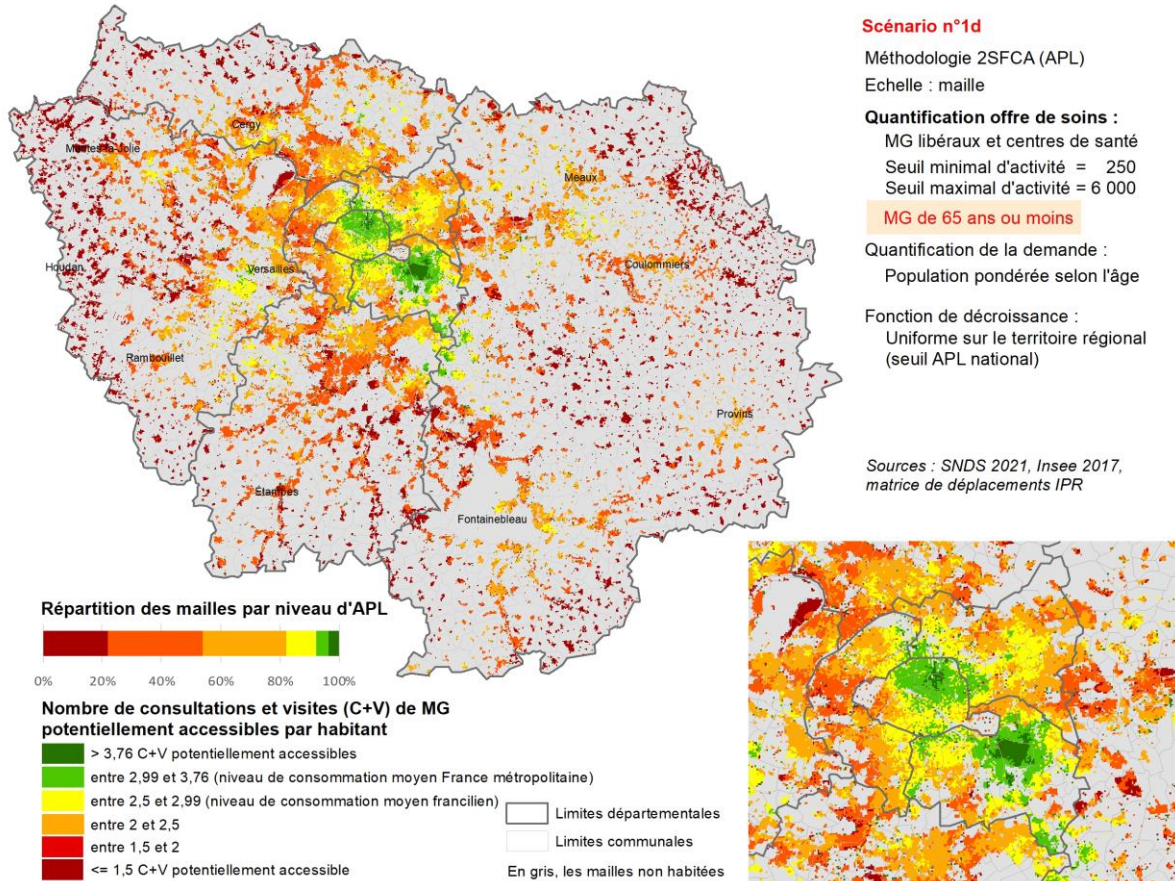 Scénario n°1d
Méthodologie 2SFCA (APL)
Echelle : maille
Quantification offre de soins :
MG libéraux et centres de santé
Seuil minimal d'activité = 250
Seuil maximal d'activité = 6 000
MG de 65 ans ou moins
Quantification de la demande :
Population pondérée selon l'âge
Fonction de décroissance :
Uniforme sur le territoire régional
(seuil APL national)
Sources : SNDS 2021, Insee 2017,
matrice de déplacements IPR
Cergy
Mantes-la-Jolie
Meaux
Houdan
Versailles
Coulommiers
Rambouillet
Provins
Étampes
Fontainebleau
Répartition des mailles par niveau d'APL
0% 20% 40% 60% 80% 100%
Nombre de consultations et visites (C+V) de MG
potentiellement accessibles par habitant
> 3,76 C+V potentiellement accessibles
entre 2,99 et 3,76 (niveau de consommation moyen France métropolitaine)
entre 2,5 et 2,99 (niveau de consommation moyen francilien)
entre 2 et 2,5
entre 1,5 et 2
<= 1,5 C+V potentiellement accessible
Limites départementales
Limites communales
En gris, les mailles non habitées